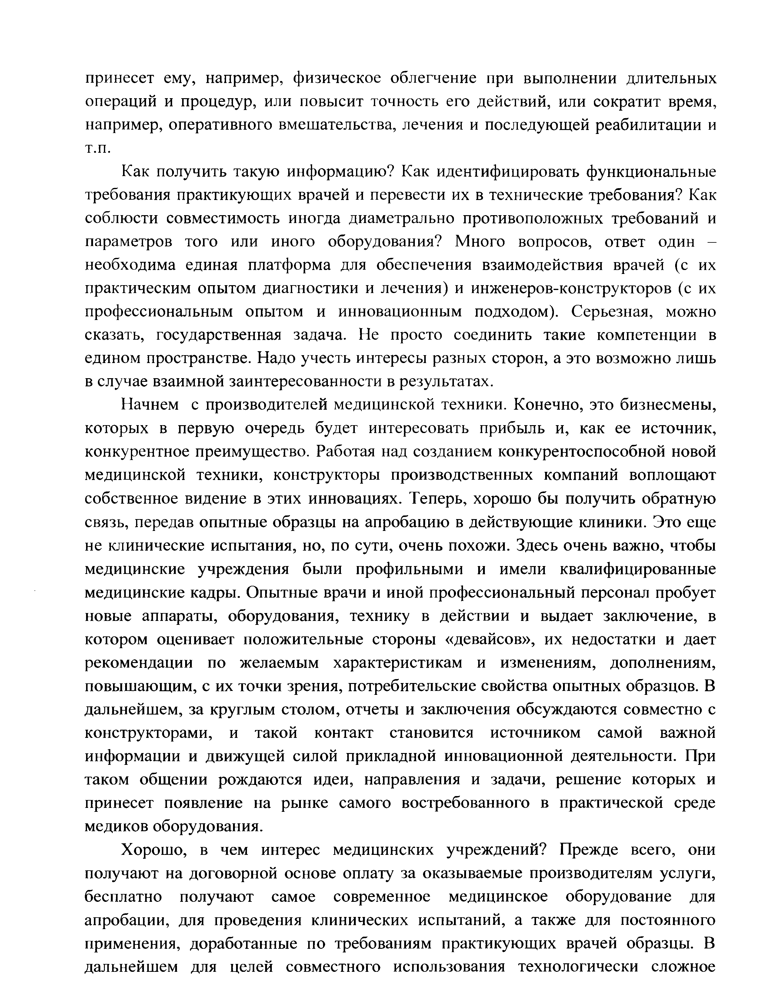 принесет ему, например, физическое облегчение при выполнении длительных
операций и процедур, или повысит точность его действий, или сократит время,
например, оперативного вмешательства, лечения и последующей реабилитации и
т.п.
Как получить такую информацию? Как идентифицировать функциональные
требования практикующих врачей и перевести их в технические требования? Как
соблюсти совместимость иногда диаметрально противоположных требований и
параметров того или иного оборудования? Много вопросов, ответ один –
необходима единая платформа для обеспечения взаимодействия врачей (с их
практическим опытом диагностики и лечения) и инженеров-конструкторов (с их
профессиональным опытом и инновационным подходом). Серьезная, можно
сказать, государственная задача. Не просто соединить такие компетенции в
едином пространстве. Надо учесть интересы разных сторон, а это возможно лишь
в случае взаимной заинтересованности в результатах.
Начнем с производителей медицинской техники. Конечно, это бизнесмены,
которых в первую очередь будет интересовать прибыль и, как ее источник,
конкурентное преимущество. Работая над созданием конкурентоспособной новой
медицинской техники, конструкторы производственных компаний воплощают
собственное видение в этих инновациях. Теперь, хорошо бы получить обратную
связь, передав опытные образцы на апробацию в действующие клиники. Это еще
не клинические испытания, но, по сути, очень похожи. Здесь очень важно, чтобы
медицинские учреждения были профильными и имели квалифицированные
медицинские кадры. Опытные врачи и иной профессиональный персонал пробует
новые аппараты, оборудования, технику в действии и выдает заключение, в
котором оценивает положительные стороны «девайсов», их недостатки и дает
рекомендации по желаемым характеристикам и изменениям, дополнениям,
повышающим, с их точки зрения, потребительские свойства опытных образцов. В
дальнейшем, за круглым столом, отчеты и заключения обсуждаются совместно с
конструкторами, и такой контакт становится источником самой важной
информации и движущей силой прикладной инновационной деятельности. При
таком общении рождаются идеи, направления и задачи, решение которых и
принесет появление на рынке самого востребованного в практической среде
медиков оборудования.
Хорошо, в чем интерес медицинских учреждений? Прежде всего, они
получают на договорной основе оплату за оказываемые производителям услуги,
бесплатно получают самое современное медицинское оборудование для
апробации, для проведения клинических испытаний, а также для постоянного
применения, доработанные по требованиям практикующих врачей образцы. В
дальнейшем для целей совместного использования технологически сложное